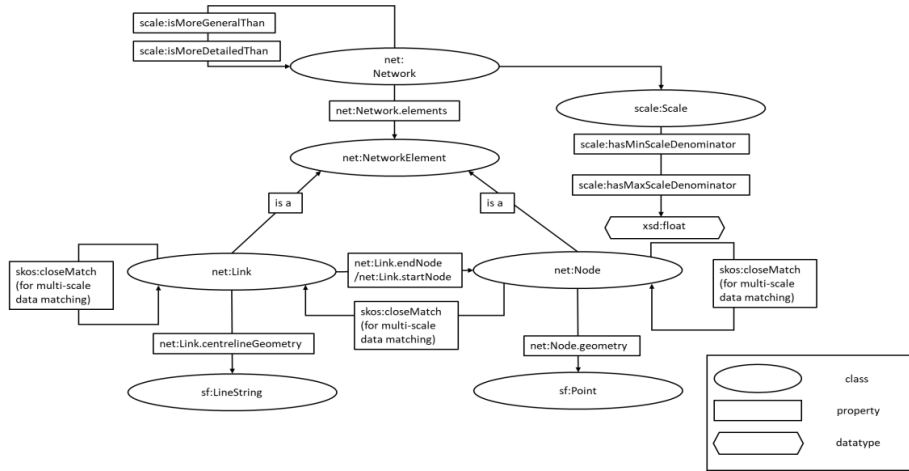 scale:isMoreGeneralThan
scale:isMoreDetailedThan
net:
Network
net:Network.elements
scale:Scale
scale:hasMinScaleDenominator
net:NetworkElement
scale:hasMaxScaleDenominator
is a
is a
xsd:float
skos:closeMatch
(for multi-scale
data matching)
net:Link
net:Link.endNode
/net:Link.startNode
net:Node
skos:closeMatch
(for multi-scale
data matching)
skos:closeMatch
(for multi-scale
data matching)
net:Link.centrelineGeometry
net:Node.geometry
sf:LineString
sf:Point
class
property
datatype